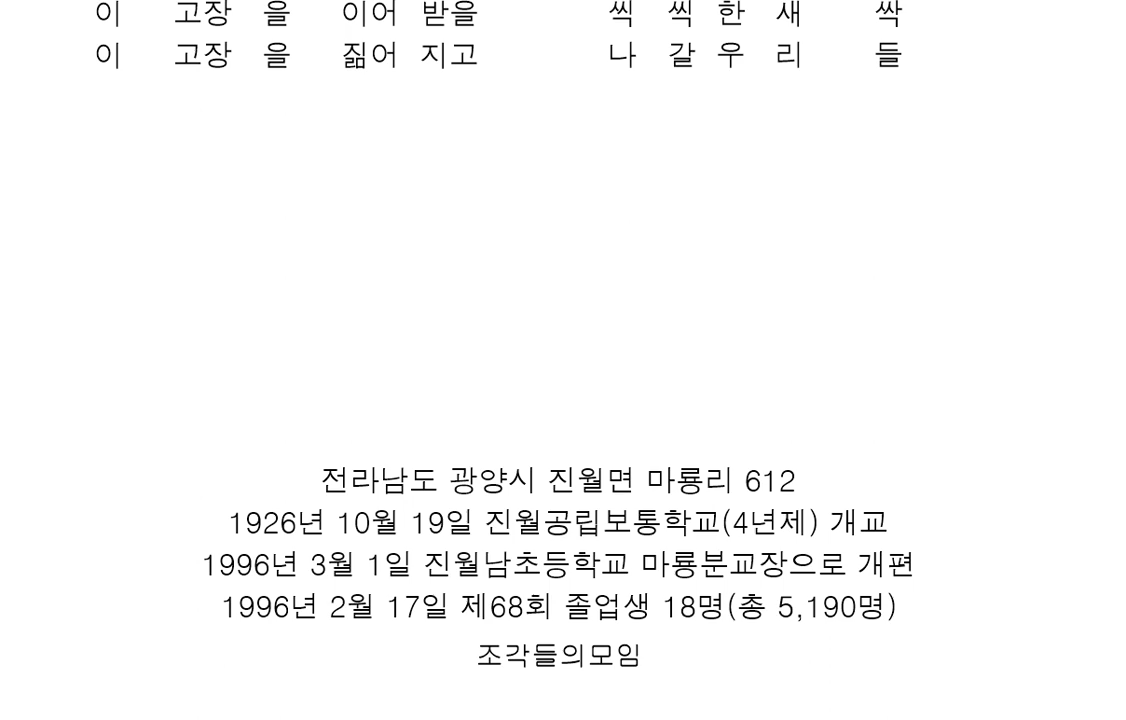 이 고장 을 이어 받을 씩 씩 한 새 싹
이 고장 을 짊어 지고 나 갈 우 리 들
전라남도 광양시 진월면 마룡리 612
1926년 10월 19일 진월공립보통학교(4년제) 개교
1996년 3월 1일 진월남초등학교 마룡분교장으로 개편
1996년 2월 17일 제68회 졸업생 18명(총 5,190명)
조각들의모임